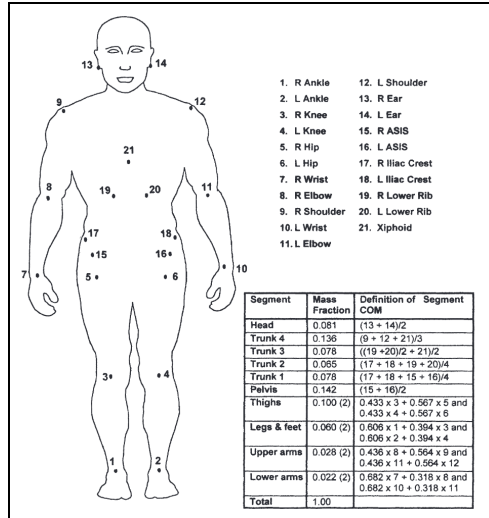 13
14
9
12
21
8
19
20
11
17
18
15
16
7
5
6
10
3
4
1
2
1. R Ankle
2. L Ankle
3. R Knee
4. L Knee
5. R Hip
6. L Hip
7. R Wrist
8. R Elbow
9. R Shoulder
10. L Wrist
11. L Elbow
12. L Shoulder
13. R Ear
14. L Ear
15. R ASIS
16. L ASIS
17. R Iliac Crest
18. L Iliac Crest
19. R Lower Rib
20. L Lower Rib
21. Xiphoid
Segment Mass Fraction Definition of Segment COM
Head 0.081 (13 + 14)/2
Trunk 4 0.136 (9 + 12 + 21)/3
Trunk 3 0.078 ((19 +20)/2 + 21)/2
Trunk 2 0.065 (17 + 18 + 19 + 20)/4
Trunk 1 0.078 (17 + 18 + 15 + 16)/4
Pelvis 0.142 (15 + 16)/2
Thighs 0.100 (2) 0.433 x 3 + 0.567 x 5 and
0.433 x 4 + 0.567 x 6
Legs & feet 0.060 (2) 0.606 x 1 + 0.394 x 3 and
0.606 x 2 + 0.394 x 4
Upper arms 0.028 (2) 0.436 x 8 + 0.564 x 9 and
0.436 x 11 + 0.564 x 12
Lower arms 0.022 (2) 0.682 x 7 + 0.318 x 8 and
0.682 x 10 + 0.318 x 11
Total 1.00